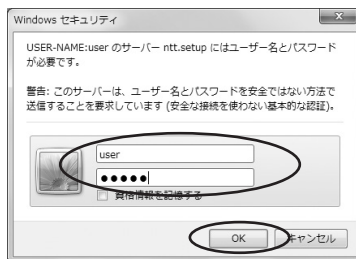 Windows セキュリティ
USER-NAME:user のサーバー ntt.setup にはユーザー名とパスワード
が必要です。
警告: このサーバーは、ユーザー名とパスワードを安全ではない方法で
送信することを要求しています (安全な接続を使わない基本的な認証)。
user
●●●●●
資格情報を記憶する
OK
キャンセル